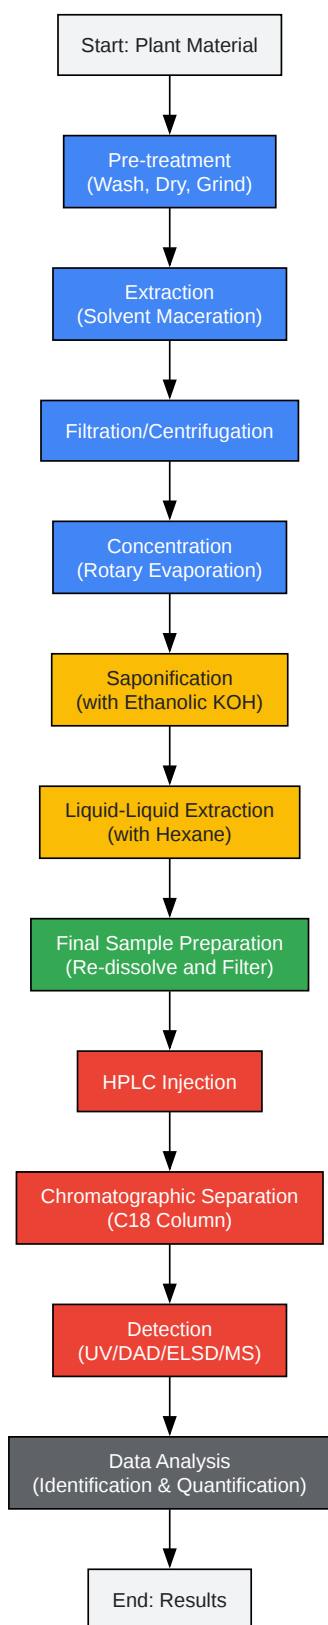 Start: Plant Material
Pre-treatment
(Wash, Dry, Grind)
Extraction
(Solvent Maceration)
Filtration/Centrifugation
Concentration
(Rotary Evaporation)
Saponification
(with Ethanolic KOH)
Liquid-Liquid Extraction
(with Hexane)
Final Sample Preparation
(Re-dissolve and Filter)
HPLC Injection
Chromatographic Separation
(C18 Column)
Detection
(UV/DAD/ELSD/MS)
Data Analysis
(Identification & Quantification)
End: Results